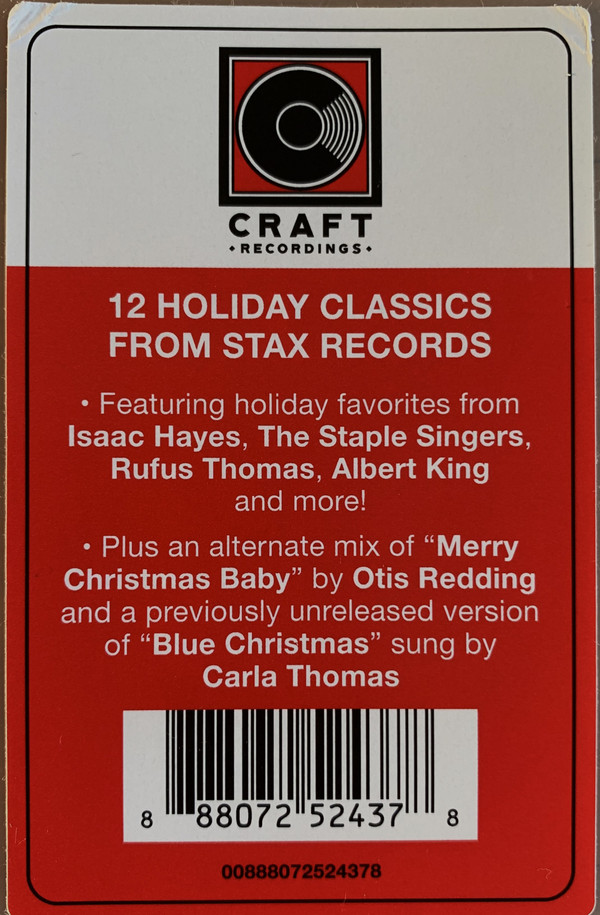 CRAFT
•RECORDINGS•
12 HOLIDAY CLASSICS
FROM STAX RECORDS
• Featuring holiday favorites from
Isaac Hayes, The Staple Singers,
Rufus Thomas, Albert King
and more!
• Plus an alternate mix of “Merry
Christmas Baby” by Otis Redding
and a previously unreleased version
of “Blue Christmas” sung by
Carla Thomas
8 88072 52437 8
00888072524378